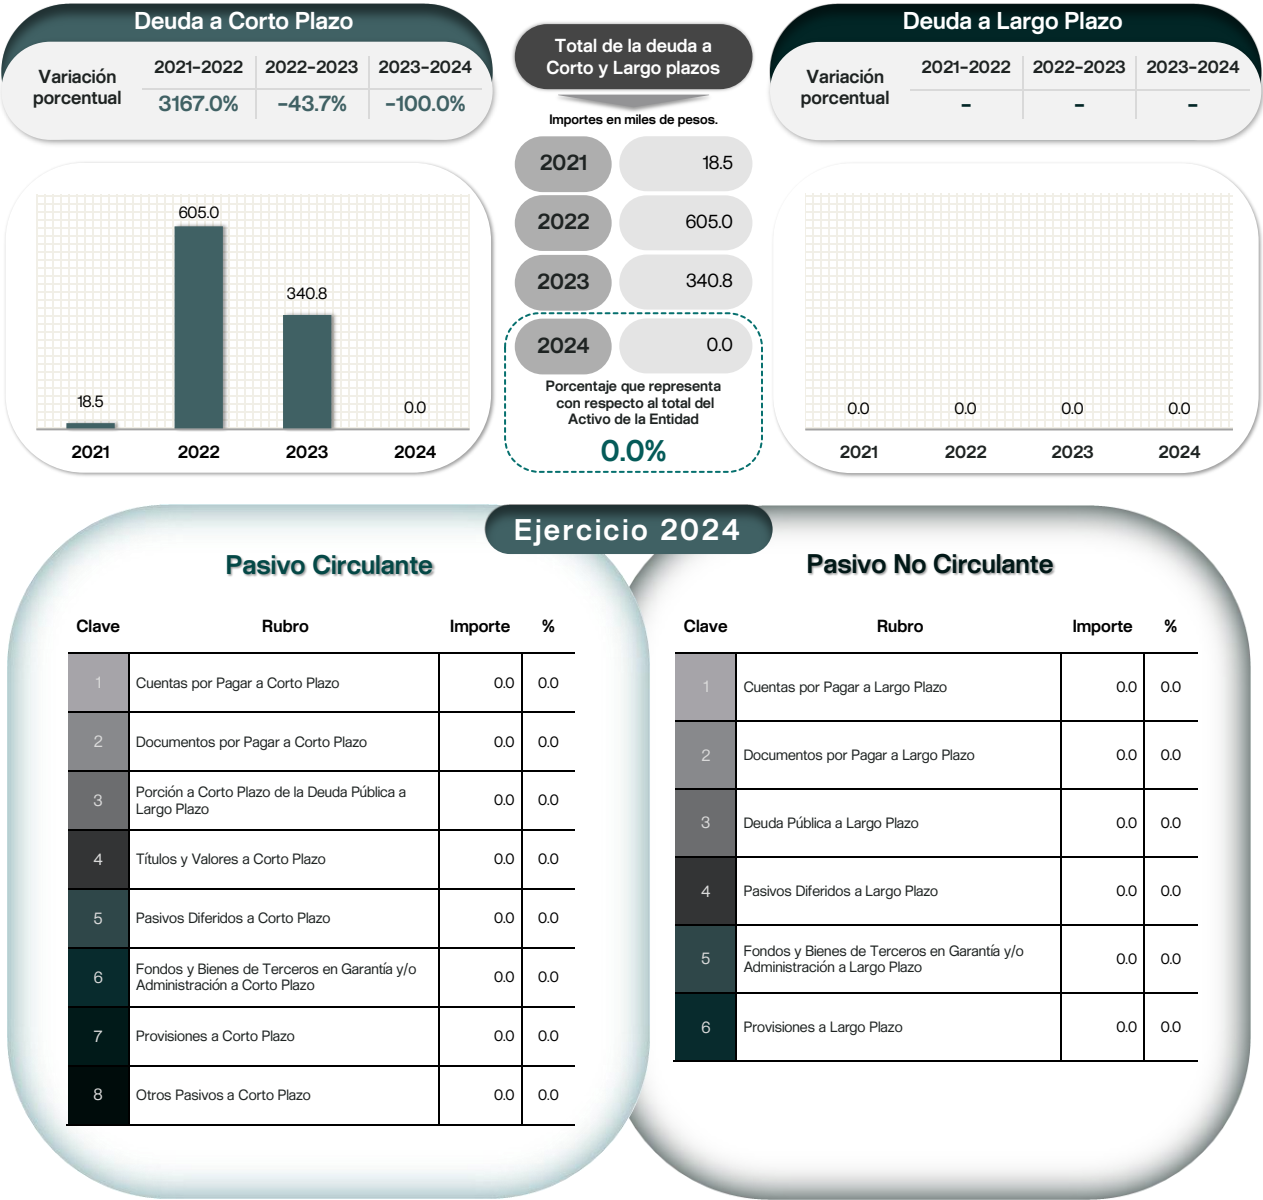 Deuda a Corto Plazo
Variación porcentual
2021-2022 2022-2023 2023-2024
3167.0% -43.7% -100.0%
605.0
340.8
18.5
0.0
2021 2022 2023 2024
Total de la deuda a
Corto y Largo plazos
Importes en miles de pesos.
2021 18.5
2022 605.0
2023 340.8
2024 0.0
Porcentaje que representa
con respecto al total del
Activo de la Entidad
0.0%
Deuda a Largo Plazo
Variación porcentual
2021-2022 2022-2023 2023-2024
- - -
0.0 0.0 0.0 0.0
2021 2022 2023 2024
Ejercicio 2024
Pasivo Circulante
Clave Rubro Importe %
1 Cuentas por Pagar a Corto Plazo 0.0 0.0
2 Documentos por Pagar a Corto Plazo 0.0 0.0
3 Porción a Corto Plazo de la Deuda Pública a
Largo Plazo 0.0 0.0
4 Títulos y Valores a Corto Plazo 0.0 0.0
5 Pasivos Diferidos a Corto Plazo 0.0 0.0
6 Fondos y Bienes de Terceros en Garantía y/o
Administración a Corto Plazo 0.0 0.0
7 Provisiones a Corto Plazo 0.0 0.0
8 Otros Pasivos a Corto Plazo 0.0 0.0
Pasivo No Circulante
Clave Rubro Importe %
1 Cuentas por Pagar a Largo Plazo 0.0 0.0
2 Documentos por Pagar a Largo Plazo 0.0 0.0
3 Deuda Pública a Largo Plazo 0.0 0.0
4 Pasivos Diferidos a Largo Plazo 0.0 0.0
5 Fondos y Bienes de Terceros en Garantía y/o
Administración a Largo Plazo 0.0 0.0
6 Provisiones a Largo Plazo 0.0 0.0